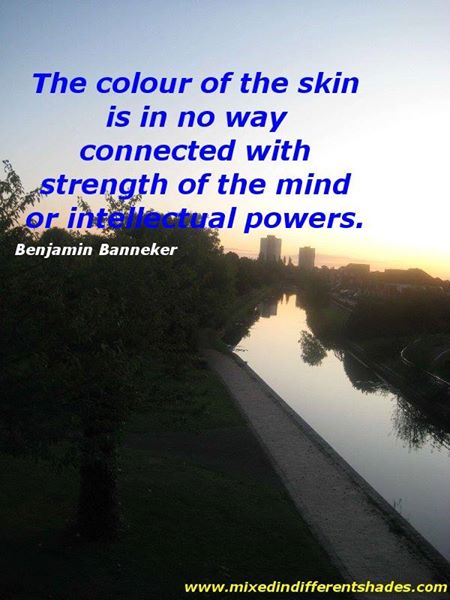 The colour of the skin
is in no way
connected with
strength of the mind
or intellectual powers.
Benjamin Banneker
www.mixedindifferentshades.com